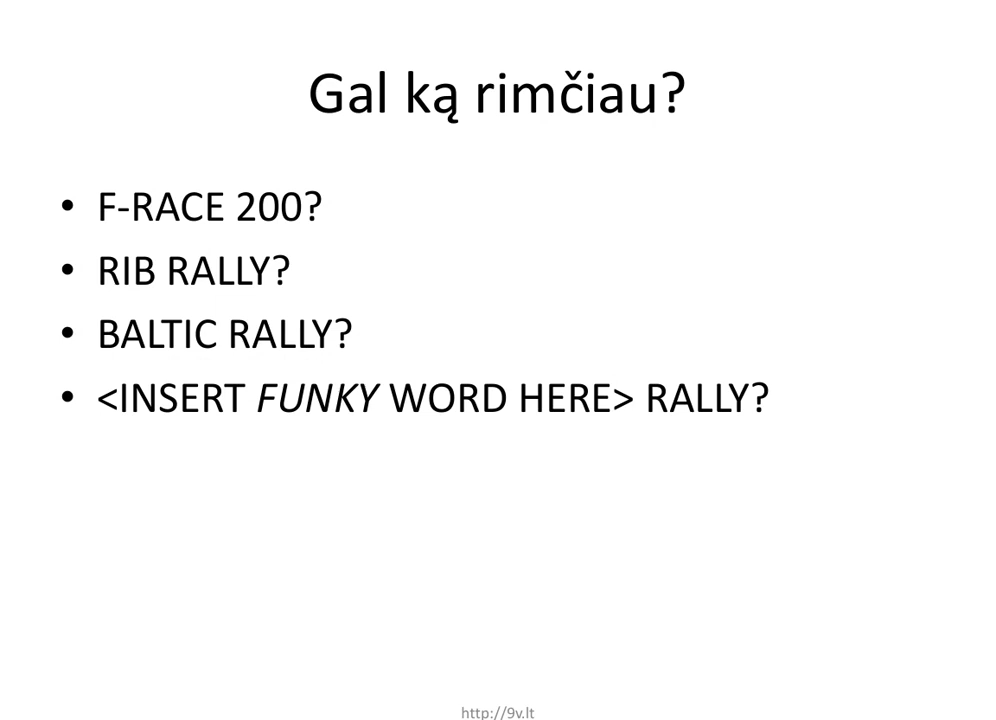 Gal ką rimčiau?
• F-RACE 200?
• RIB RALLY?
• BALTIC RALLY?
• <INSERT FUNKY WORD HERE> RALLY?
http://9v.lt